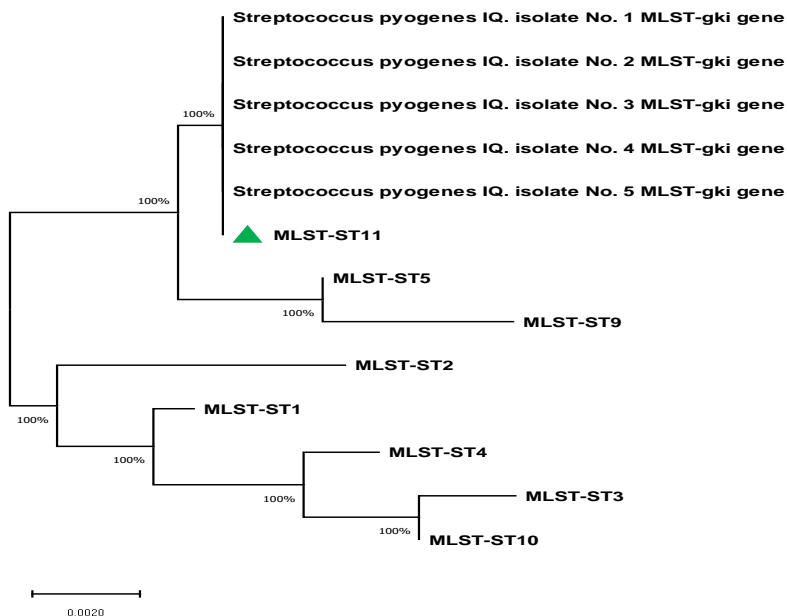 Streptococcus pyogenes IQ. isolate No. 1 MLST-gki gene
Streptococcus pyogenes IQ. isolate No. 2 MLST-gki gene
Streptococcus pyogenes IQ. isolate No. 3 MLST-gki gene
100%
Streptococcus pyogenes IQ. isolate No. 4 MLST-gki gene
Streptococcus pyogenes IQ. isolate No. 5 MLST-gki gene
100%
MLST-ST11
MLST-ST5
100%
MLST-ST9
MLST-ST2
MLST-ST1
100%
MLST-ST4
100%
MLST-ST3
100%
100%
MLST-ST10
0.0020